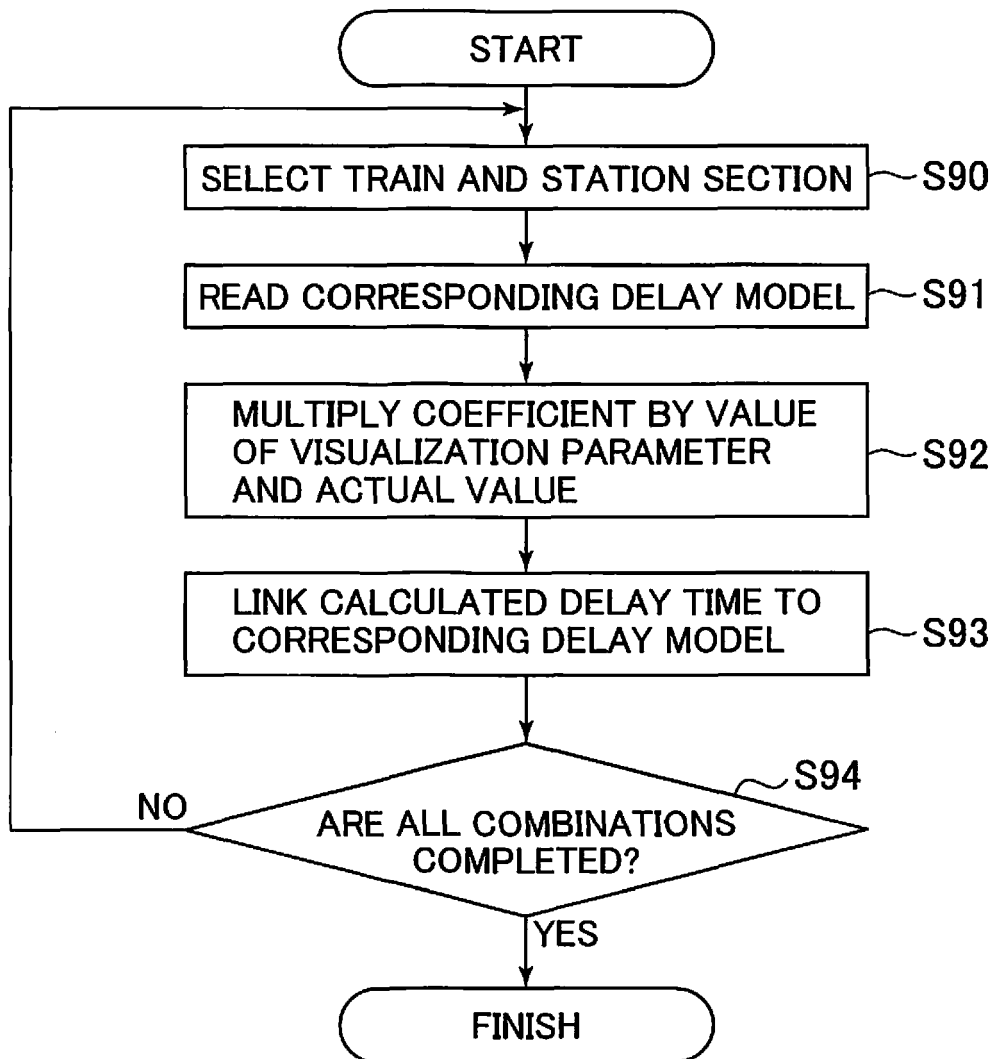 START
SELECT TRAIN AND STATION SECTION
S90
READ CORRESPONDING DELAY MODEL
S91
MULTIPLY COEFFICIENT BY VALUE
OF VISUALIZATION PARAMETER
AND ACTUAL VALUE
S92
LINK CALCULATED DELAY TIME TO
CORRESPONDING DELAY MODEL
S93
S94
NO
ARE ALL COMBINATIONS
COMPLETED?
YES
FINISH